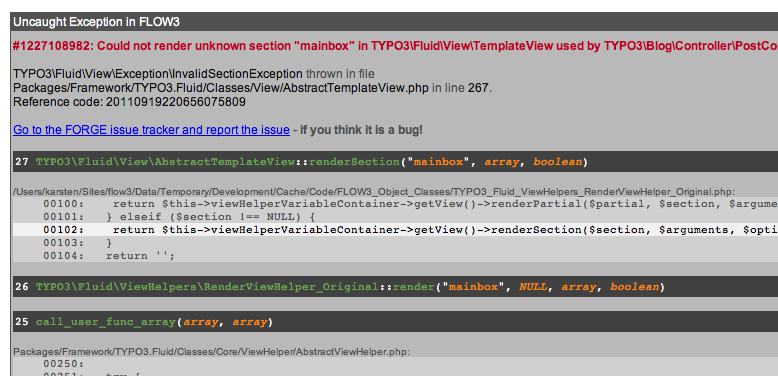 Uncaught Exception in FLOW3
#1227108982: Could not render unknown section "mainbox" in TYPO3\Fluid\View\TemplateView used by TYPO3\Blog\Controller\PostCo
TYPO3\Fluid\View\Exception\InvalidSectionException thrown in file
Packages/Framework/TYPO3.Fluid/Classes/View/AbstractTemplateView.php in line 267.
Reference code: 20110919220656075809
Go to the FORGE issue tracker and report the issue - if you think it is a bug!
27 TYPO3\Fluid\View\AbstractTemplateView::renderSection("mainbox", array, boolean)
/Users/karsten/Sites/flow3/Data/Temporary/Development/Cache/Code/FLOW3_Object_Classes/TYPO3_Fluid_ViewHelpers_RenderViewHelper_Original.php:
00100: return $this->viewHelperVariableContainer->getView()->renderPartial($partial, $section, $argume
00101: } elseif ($section !== NULL) {
00102: return $this->viewHelperVariableContainer->getView()->renderSection($section, $arguments, $opti
00103: }
00104: return '';
26 TYPO3\Fluid\ViewHelpers\RenderViewHelper_Original::render("mainbox", NULL, array, boolean)
25 call_user_func_array(array, array)
Packages/Framework/TYPO3.Fluid/Classes/Core/ViewHelper/AbstractViewHelper.php:
00250:
00251: try {